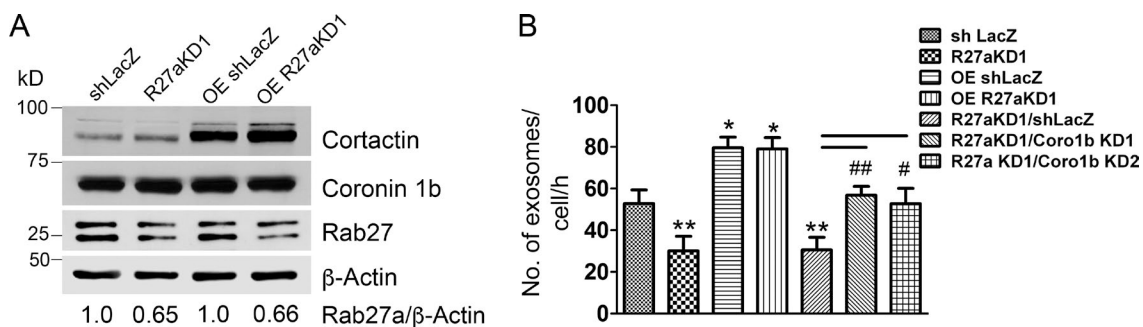 A
kD
shLacZ
R27aKD1
OE shLacZ
OE R27aKD1
100
75
25
50
Cortactin
Coronin 1b
Rab27
β-Actin
1.0 0.65 1.0 0.66 Rab27a/β-Actin
B
No. of exosomes/
cell/h
100
80
60
40
20
0
**
*
*
**
##
#
sh LacZ
R27aKD1
OE shLacZ
OE R27aKD1
R27aKD1/shLacZ
R27aKD1/Coro1b KD1
R27a KD1/Coro1b KD2